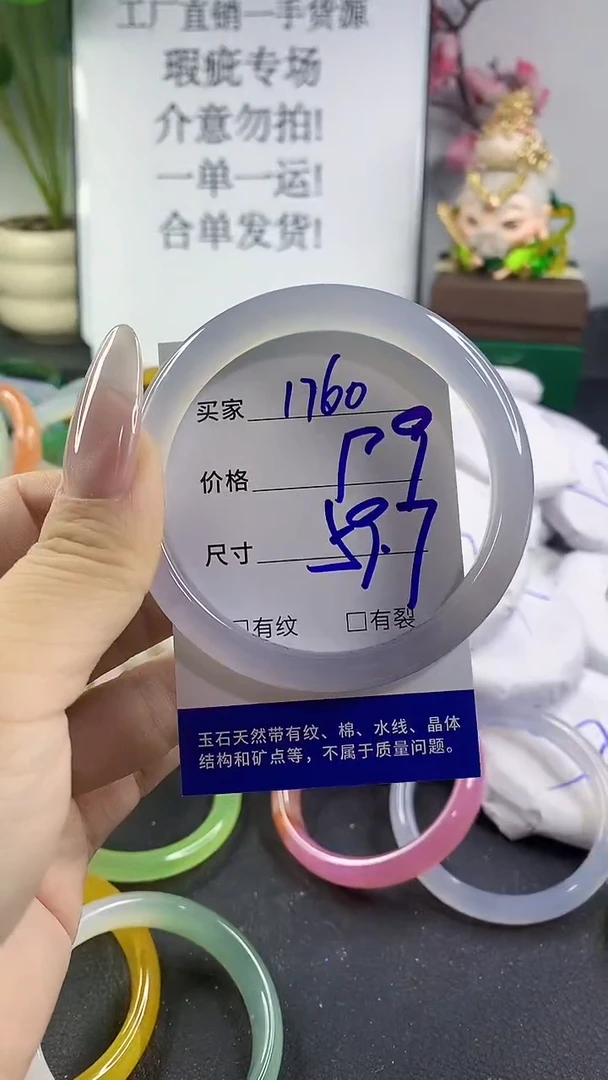 工厂直销一手货源
瑕疵专场
介意勿拍!
一单一运!
合单发货!
买家 1760
价格
尺寸 59.7
□有纹 □有裂
玉石天然带有纹、棉、水线、晶体
结构和矿点等，不属于质量问题。